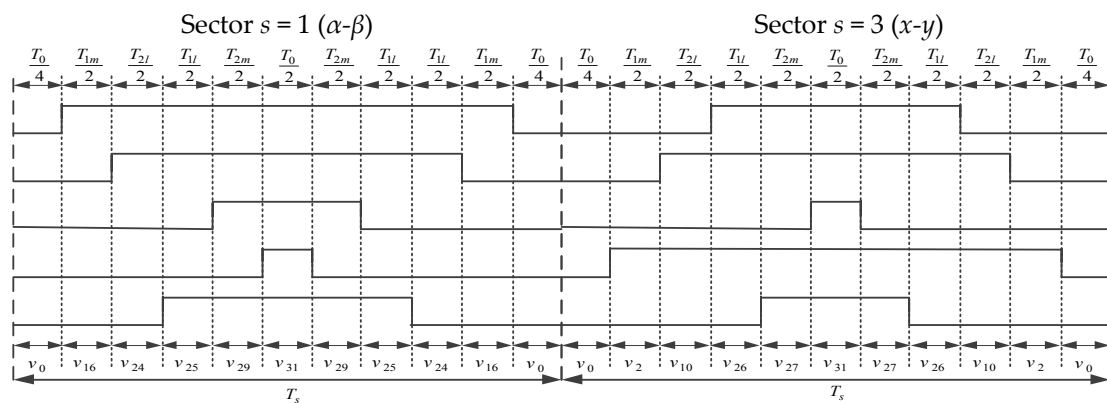 Sector s = 1 (α-β) Sector s = 3 (x-y)
T0/4 T1m/2 T2l/2 T1l/2 T2m/2 T0/2 T2m/2 T1l/2 T1l/2 T1m/2 T0/4 T0/4 T1m/2 T2l/2 T1l/2 T2m/2 T0/2 T2m/2 T1l/2 T2l/2 T1m/2 T0/4
v0 v16 v24 v25 v29 v31 v29 v25 v24 v16 v0 v0 v2 v10 v26 v27 v31 v27 v26 v10 v2 v0
Ts Ts